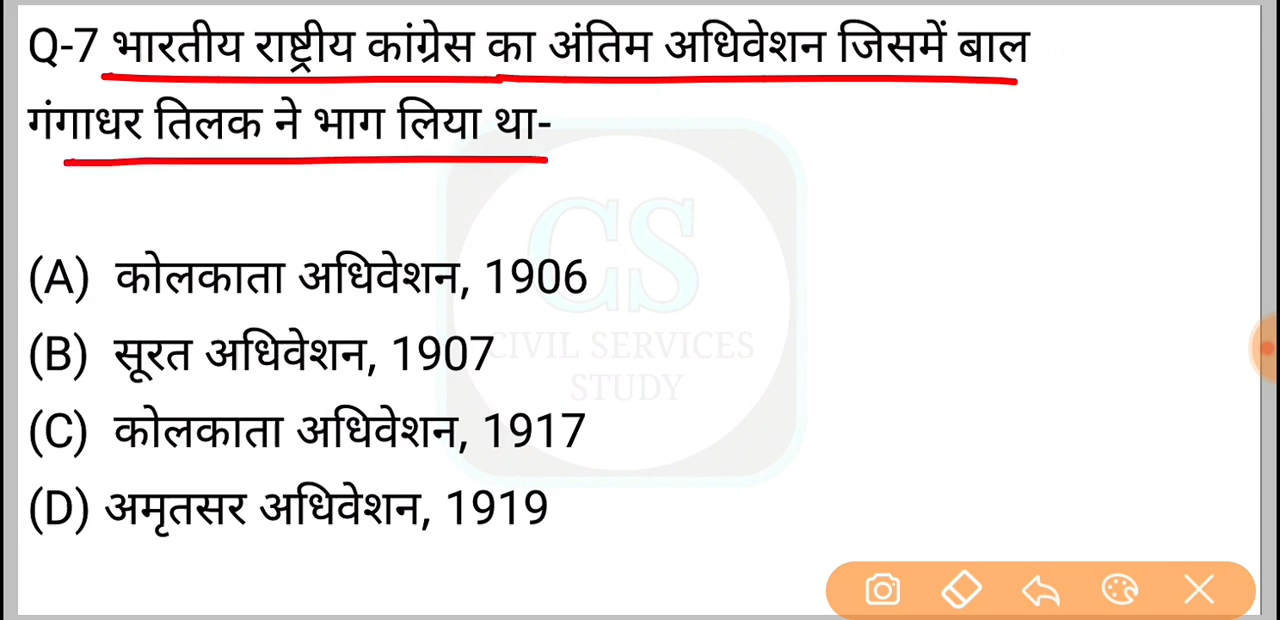 Q-7 भारतीय राष्ट्रीय कांग्रेस का अंतिम अधिवेशन जिसमें बाल
गंगाधर तिलक ने भाग लिया था-
CS
(A) कोलकाता अधिवेशन, 1906
(B) सूरत अधिवेशन, 1907
CIVIL SERVICES
STUDY
(C) कोलकाता अधिवेशन, 1917
(D) अमृतसर अधिवेशन, 1919